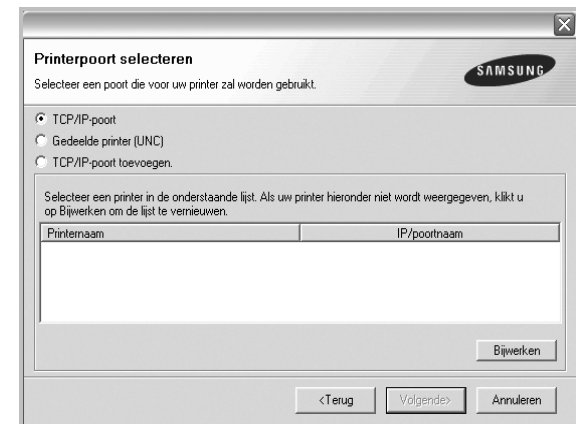 Printerpoort selecteren
Selecteer een poort die voor uw printer zal worden gebruikt.
SAMSUNG
TCP/IP-poort
Gedeelde printer (UNC)
TCP/IP-poort toevoegen.
Selecteer een printer in de onderstaande lijst. Als uw printer hieronder niet wordt weergegeven, klikt u
op Bijwerken om de lijst te vernieuwen.
Printernaam IP/poortnaam
Bijwerken
<Terug Volgende> Annuleren